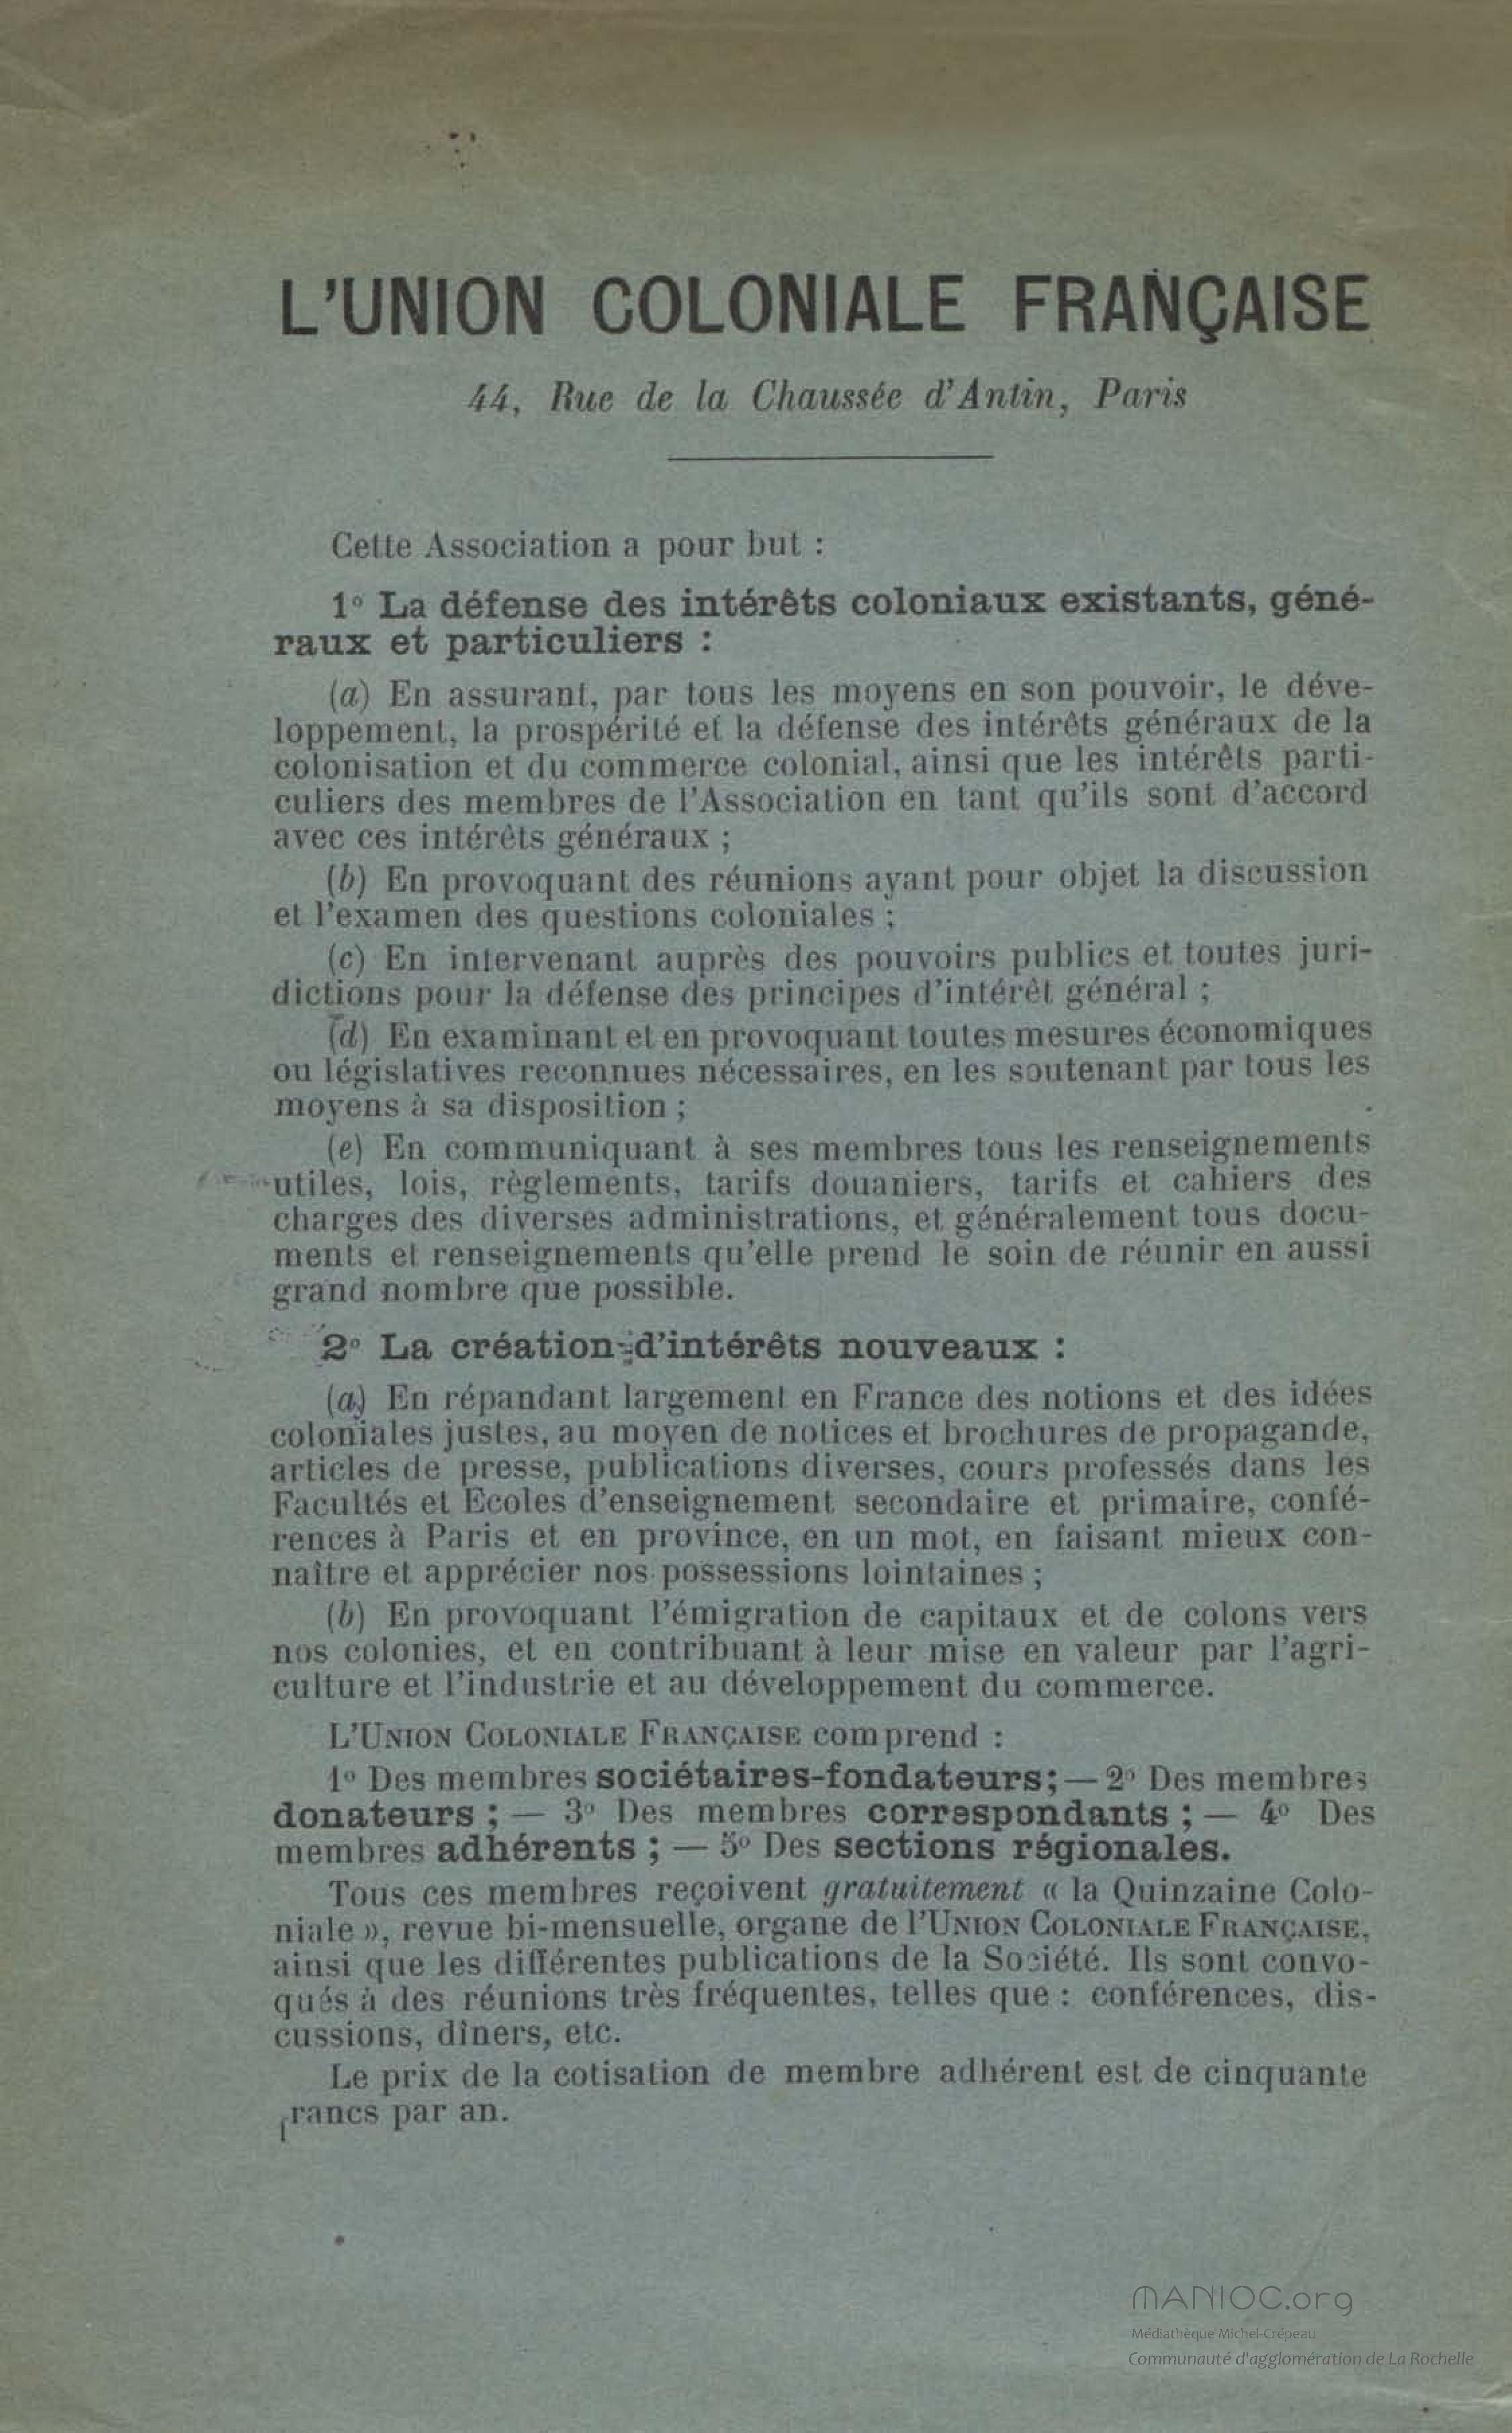 L'UNION COLONIALE FRANÇAISE
44, Rue de la Chaussée d'Antin, Paris
Cette Association a pour but :
1° La défense des intérêts coloniaux existants, géné-
raux et particuliers :
(a) En assurant, par tous les moyens en son pouvoir, le déve-
loppement, la prospérité et la défense des intérêts généraux de la
colonisation et du commerce colonial, ainsi que les intérêts parti-
culiers des membres de l'Association en tant qu'ils sont d'accord
avec ces intérêts généraux ;
(b) En provoquant des réunions ayant pour objet la discussion
et l'examen des questions coloniales ;
(c) En intervenant auprès des pouvoirs publics et toutes juri-
dictions pour la défense des principes d'intérêt général ;
(d) En examinant et en provoquant toutes mesures économiques
ou législatives reconnues nécessaires, en les soutenant par tous les
moyens à sa disposition ;
(e) En communiquant à ses membres tous les renseignements
utiles, lois, règlements, tarifs douaniers, tarifs et cahiers des
charges des diverses administrations, et généralement tous docu-
ments et renseignements qu'elle prend le soin de réunir en aussi
grand nombre que possible.
2° La création d'intérêts nouveaux :
(a) En répandant largement en France des notions et des idées
coloniales justes, au moyen de notices et brochures de propagande,
articles de presse, publications diverses, cours professés dans les
Facultés et Ecoles d'enseignement secondaire et primaire, confé-
rences à Paris et en province, en un mot, en faisant mieux con-
naître et apprécier nos possessions lointaines ;
(b) En provoquant l'émigration de capitaux et de colons vers
nos colonies, et en contribuant à leur mise en valeur par l'agri-
culture et l'industrie et au développement du commerce.
L'UNION COLONIALE FRANÇAISE comprend :
1° Des membres sociétaires-fondateurs; — 2° Des membres
donateurs ; — 3° Des membres correspondants ; — 4° Des
membres adhérents ; — 5° Des sections régionales.
Tous ces membres reçoivent gratuitement « la Quinzaine Colo-
niale », revue bi-mensuelle, organe de l'UNION COLONIALE FRANÇAISE,
ainsi que les différentes publications de la Société. Ils sont convo-
qués à des réunions très fréquentes, telles que : conférences, dis-
cussions, dîners, etc.
Le prix de la cotisation de membre adhérent est de cinquante
francs par an.
MANIOC.org
Médiathèque Michel-Crépeau
Communauté d'agglomération de La Rochelle